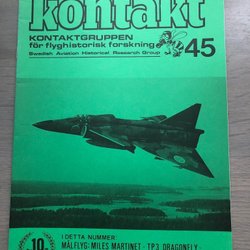 kontakt
KONTAKTGRUPPEN
för flyghistorisk forskning
Swedish Aviation Historical Research Group
45
10
I DETTA NUMMER:
MÅLFLYG: MILES MARTINET - TP3, DRAGONFLY -